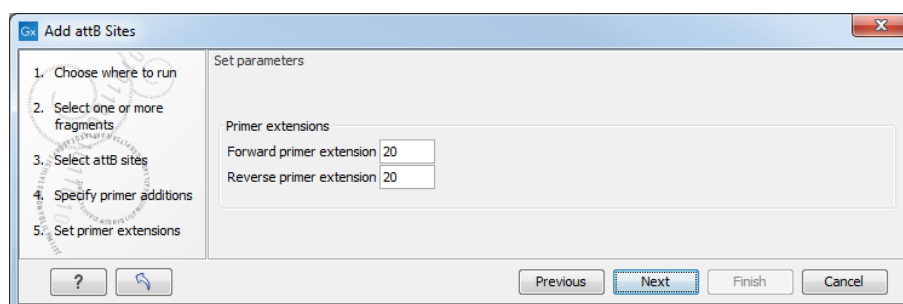 Gx Add attB Sites
X
1. Choose where to run
2. Select one or more
fragments
3. Select attB sites
4. Specify primer additions
5. Set primer extensions
Set parameters
Primer extensions
Forward primer extension 20
Reverse primer extension 20
?
Previous
Next
Finish
Cancel